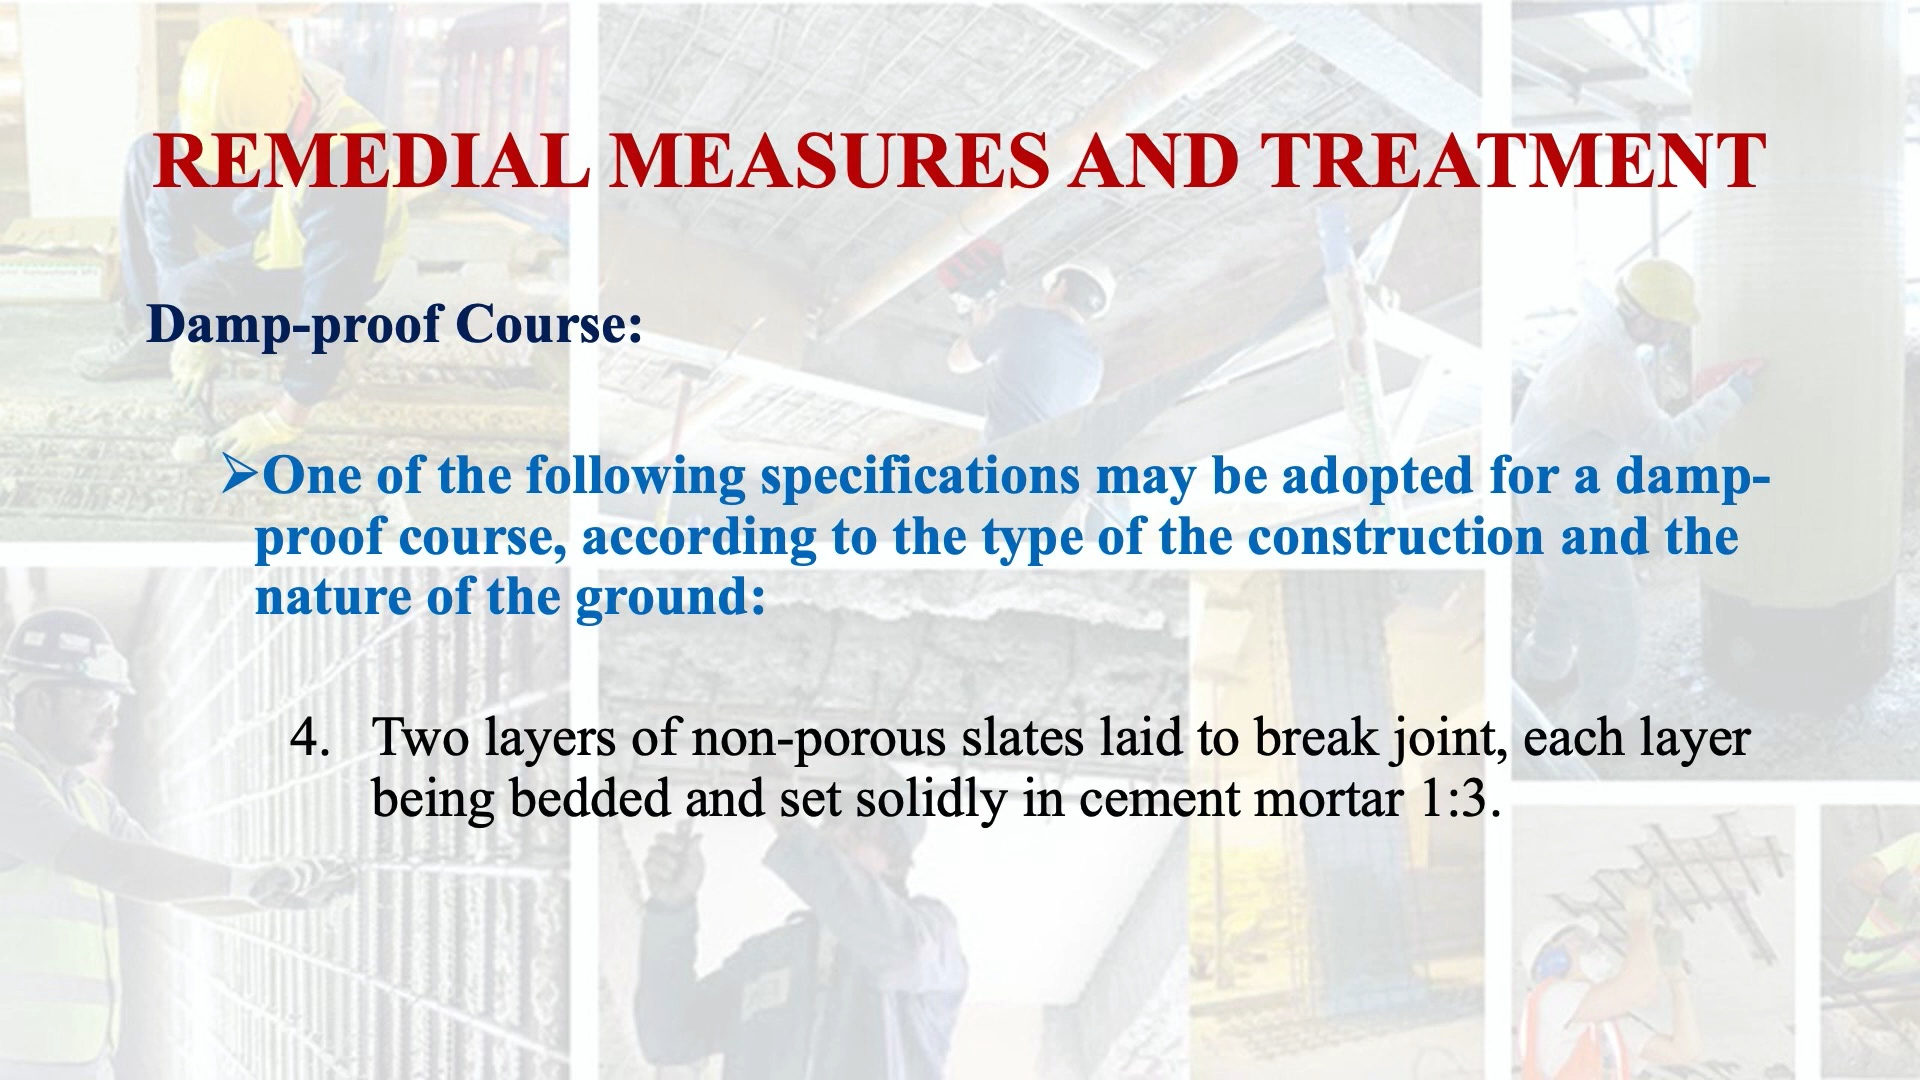 REMEDIAL MEASURES AND TREATMENT
Damp-proof Course:
➢One of the following specifications may be adopted for a damp-
proof course, according to the type of the construction and the
nature of the ground:
4. Two layers of non-porous slates laid to break joint, each layer
being bedded and set solidly in cement mortar 1:3.